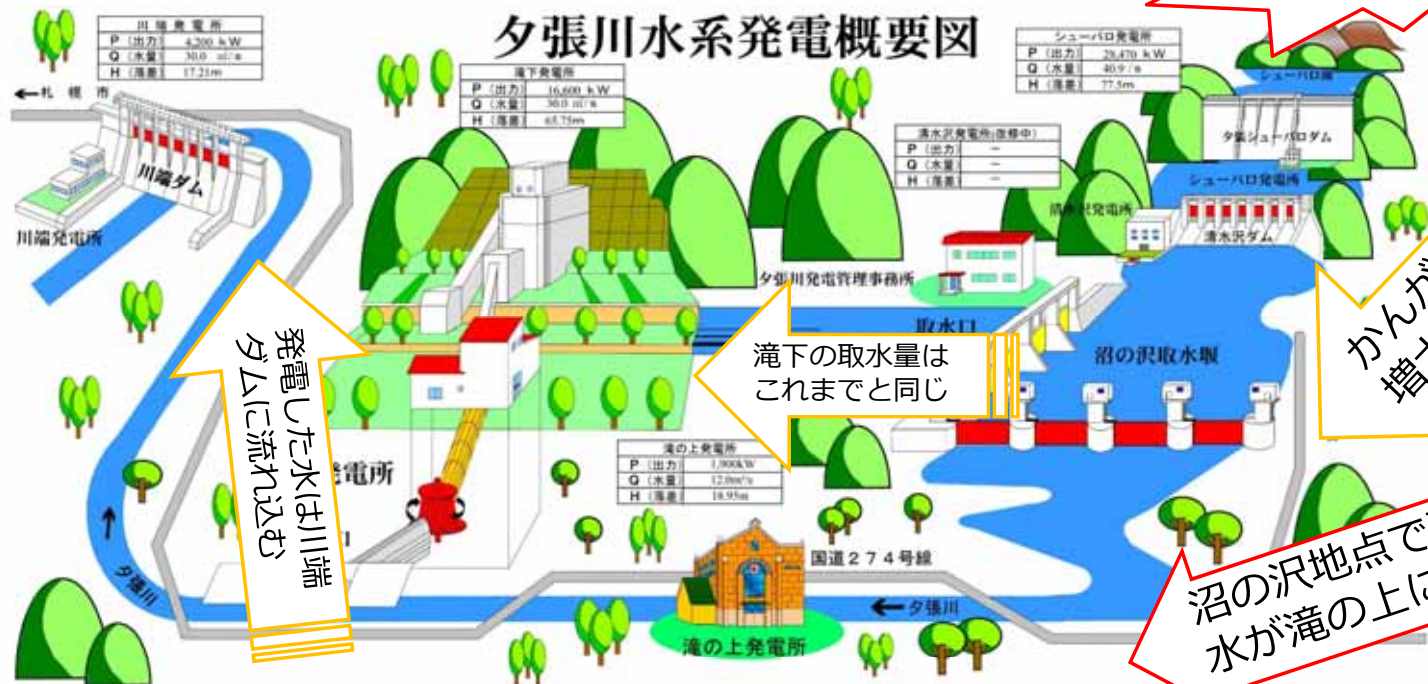 夕張川水系発電概要図
川端発電所
P（出力） 4,200 kW
Q（水量） 30.0 ㎥/s
H（落差） 17.21m
←札幌市
川端ダム
川端発電所
滝下発電所
P（出力） 16,600 kW
Q（水量） 30.0 ㎥/s
H（落差） 65.75m
シューパロ発電所
P（出力） 28,470 kW
Q（水量） 40.9 /s
H（落差） 77.5m
シューパロ湖
夕張シューパロダム
シューパロ発電所
清水沢発電所(改修中)
P（出力） －
Q（水量） －
H（落差） －
清水沢発電所
清水沢ダム
夕張川発電管理事務所
取水口
沼の沢取水堰
滝下の取水量は
これまでと同じ
かんが
発電した水は川端
ダムに流れ込む
発電所
滝の上発電所
P（出力） 1,900kW
Q（水量） 12.0m³/s
H（落差） 18.95m
国道274号線
沼の沢地点で
水が滝の上に
夕張川
←夕張川
滝の上発電所